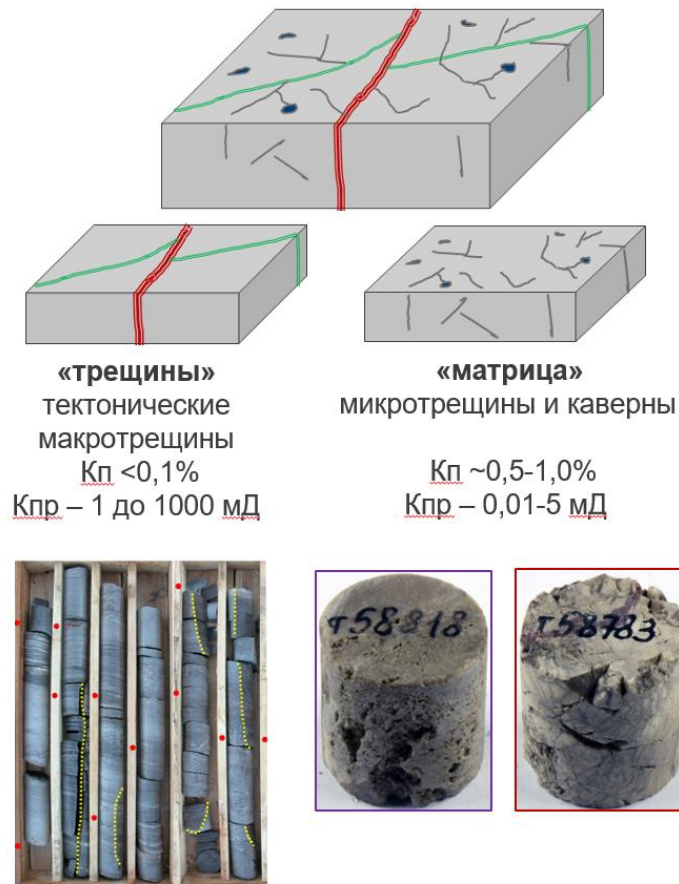 «трещины»
тектонические
макротрещины
Кп <0,1%
Кпр – 1 до 1000 мД
«матрица»
микротрещины и каверны
Кп ~0,5-1,0%
Кпр – 0,01-5 мД
т58818
т58783